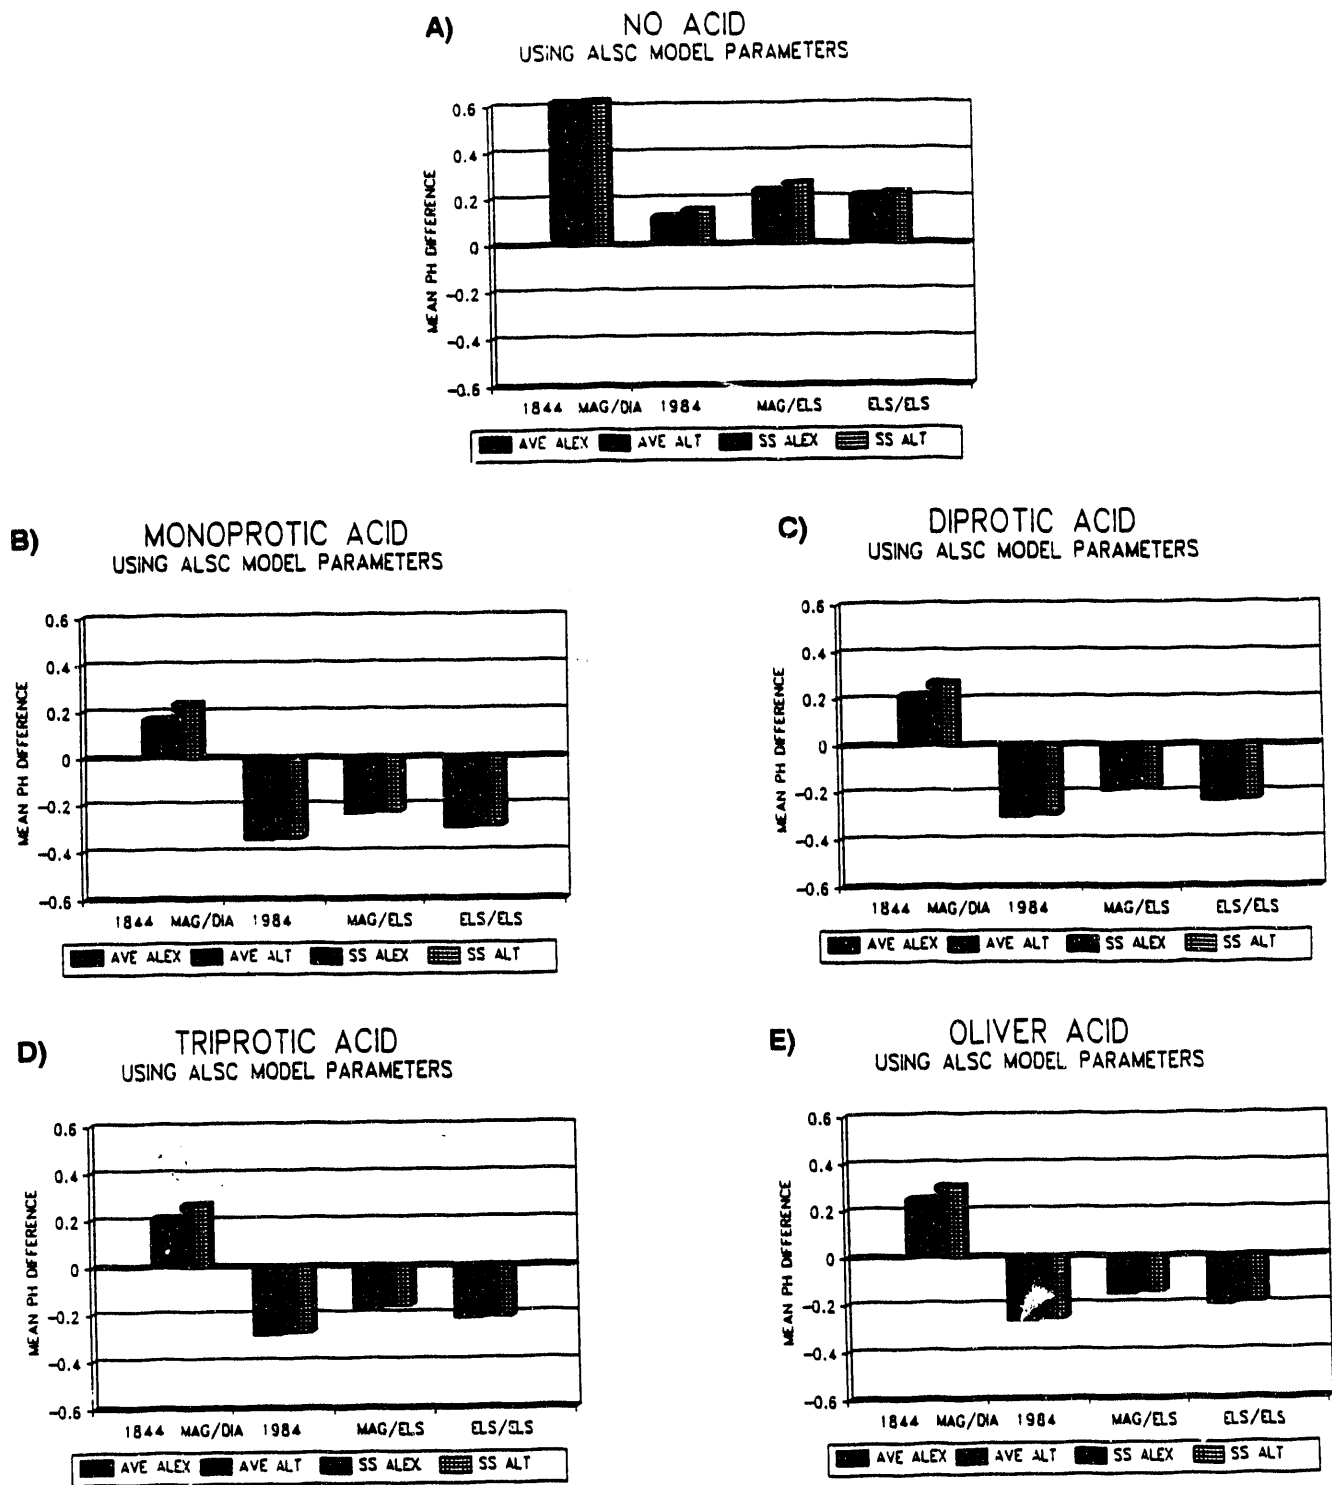 A)
NO ACID
USING ALSC MODEL PARAMETERS
MEAN PH DIFFERENCE
0.6
0.4
0.2
0
-0.2
-0.4
-0.6
1844 MAG/DIA 1984 MAG/ELS ELS/ELS
AVE ALEX AVE ALT SS ALEX SS ALT
B)
MONOPROTIC ACID
USING ALSC MODEL PARAMETERS
MEAN PH DIFFERENCE
0.6
0.4
0.2
0
-0.2
-0.4
-0.6
1844 MAG/DIA 1984 MAG/ELS ELS/ELS
AVE ALEX AVE ALT SS ALEX SS ALT
C)
DIPROTIC ACID
USING ALSC MODEL PARAMETERS
MEAN PH DIFFERENCE
0.6
0.4
0.2
0
-0.2
-0.4
-0.6
1844 MAG/DIA 1984 MAG/ELS ELS/ELS
AVE ALEX AVE ALT SS ALEX SS ALT
D)
TRIPROTIC ACID
USING ALSC MODEL PARAMETERS
MEAN PH DIFFERENCE
0.6
0.4
0.2
0
-0.2
-0.4
-0.6
1844 MAG/DIA 1984 MAG/ELS ELS/ELS
AVE ALEX AVE ALT SS ALEX SS ALT
E)
OLIVER ACID
USING ALSC MODEL PARAMETERS
MEAN PH DIFFERENCE
0.6
0.4
0.2
0
-0.2
-0.4
-0.6
1844 MAG/DIA 1984 MAG/ELS ELS/ELS
AVE ALEX AVE ALT SS ALEX SS ALT